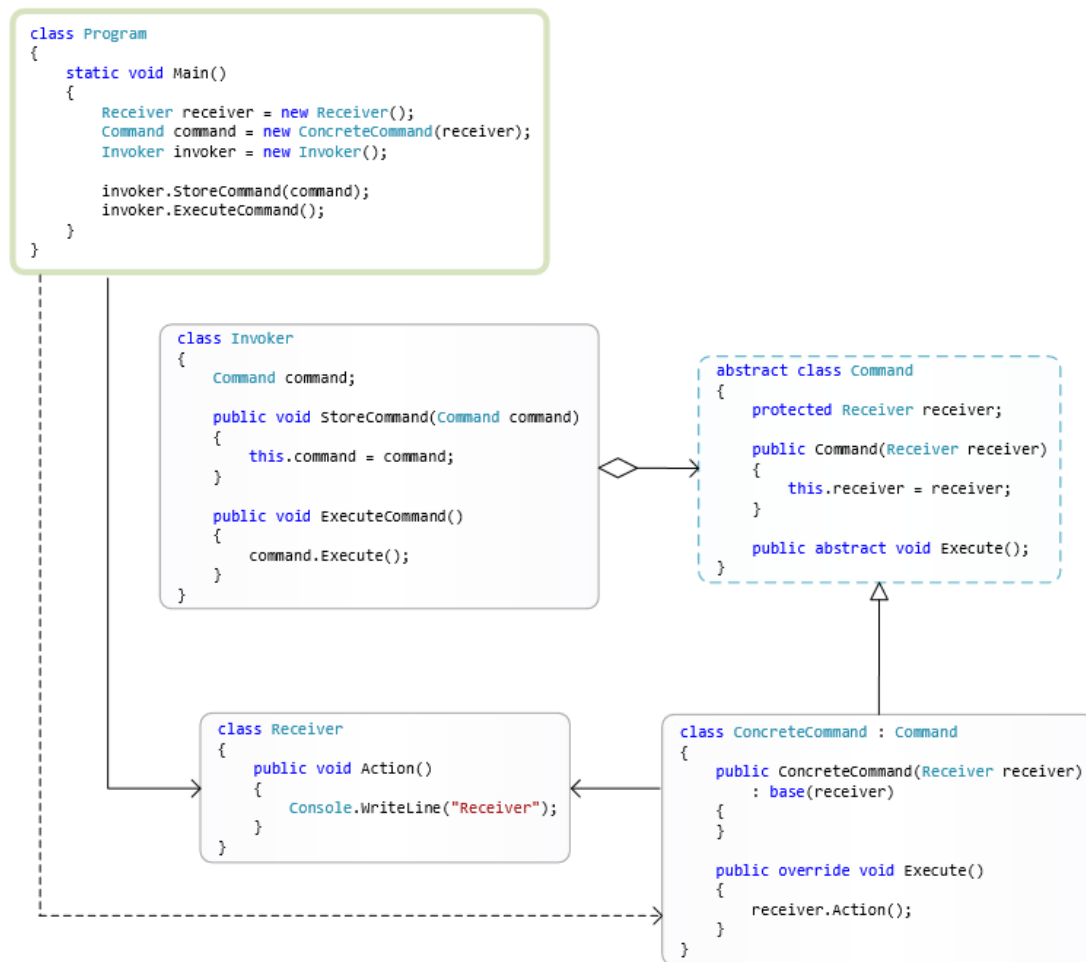 class Program
{
    static void Main()
    {
        Receiver receiver = new Receiver();
        Command command = new ConcreteCommand(receiver);
        Invoker invoker = new Invoker();

        invoker.StoreCommand(command);
        invoker.ExecuteCommand();
    }
}
class Invoker
{
    Command command;

    public void StoreCommand(Command command)
    {
        this.command = command;
    }

    public void ExecuteCommand()
    {
        command.Execute();
    }
}
abstract class Command
{
    protected Receiver receiver;

    public Command(Receiver receiver)
    {
        this.receiver = receiver;
    }

    public abstract void Execute();
}
class Receiver
{
    public void Action()
    {
        Console.WriteLine("Receiver");
    }
}
class ConcreteCommand : Command
{
    public ConcreteCommand(Receiver receiver)
        : base(receiver)
    {
    }

    public override void Execute()
    {
        receiver.Action();
    }
}